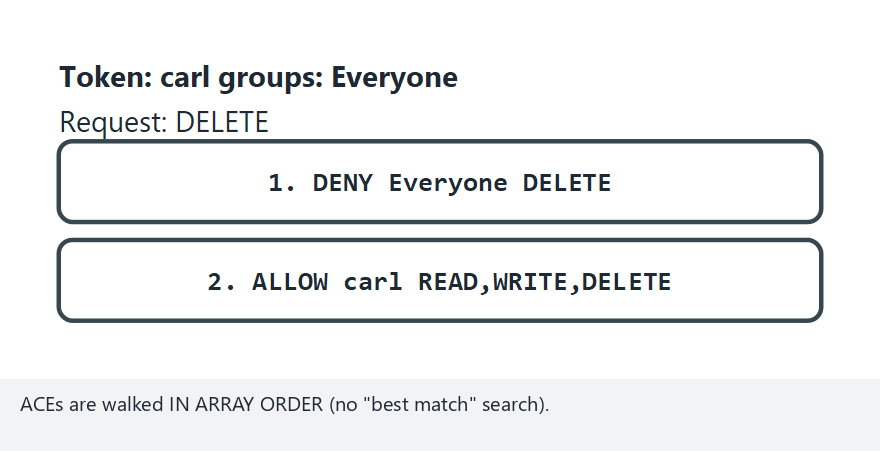 Token: carl groups: Everyone
Request: DELETE
1. DENY Everyone DELETE
2. ALLOW carl READ,WRITE,DELETE
ACEs are walked IN ARRAY ORDER (no "best match" search).